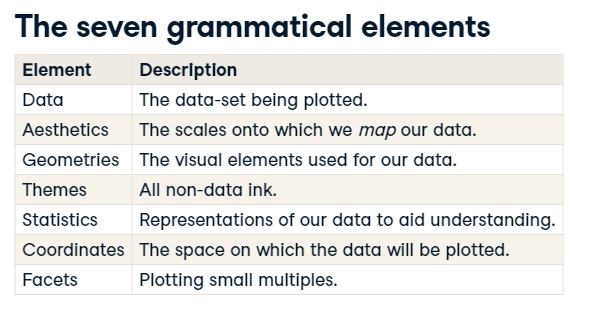 The seven grammatical elements
Element Description
Data The data-set being plotted.
Aesthetics The scales onto which we map our data.
Geometries The visual elements used for our data.
Themes All non-data ink.
Statistics Representations of our data to aid understanding.
Coordinates The space on which the data will be plotted.
Facets Plotting small multiples.